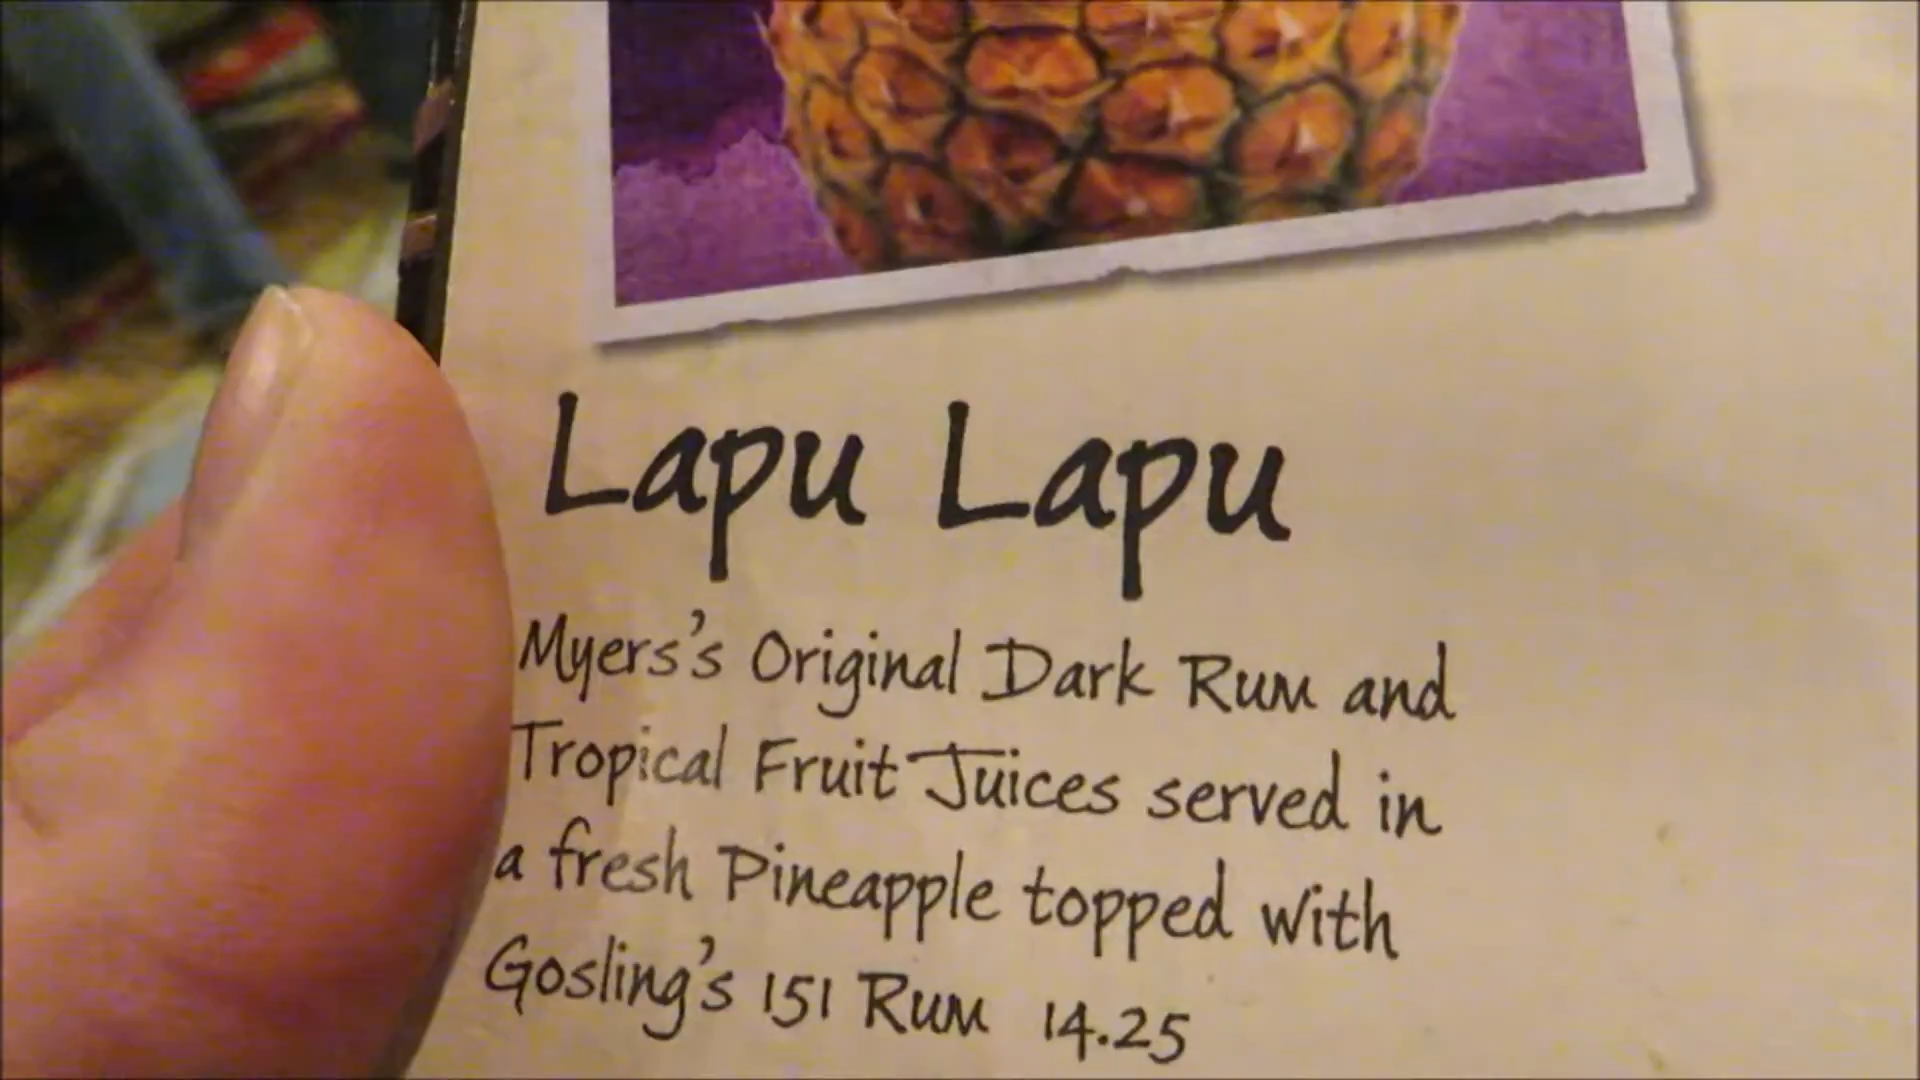 Lapu Lapu
Myers's Original Dark Rum and
Tropical Fruit Juices served in
a fresh Pineapple topped with
Gosling's 151 Rum 14.25